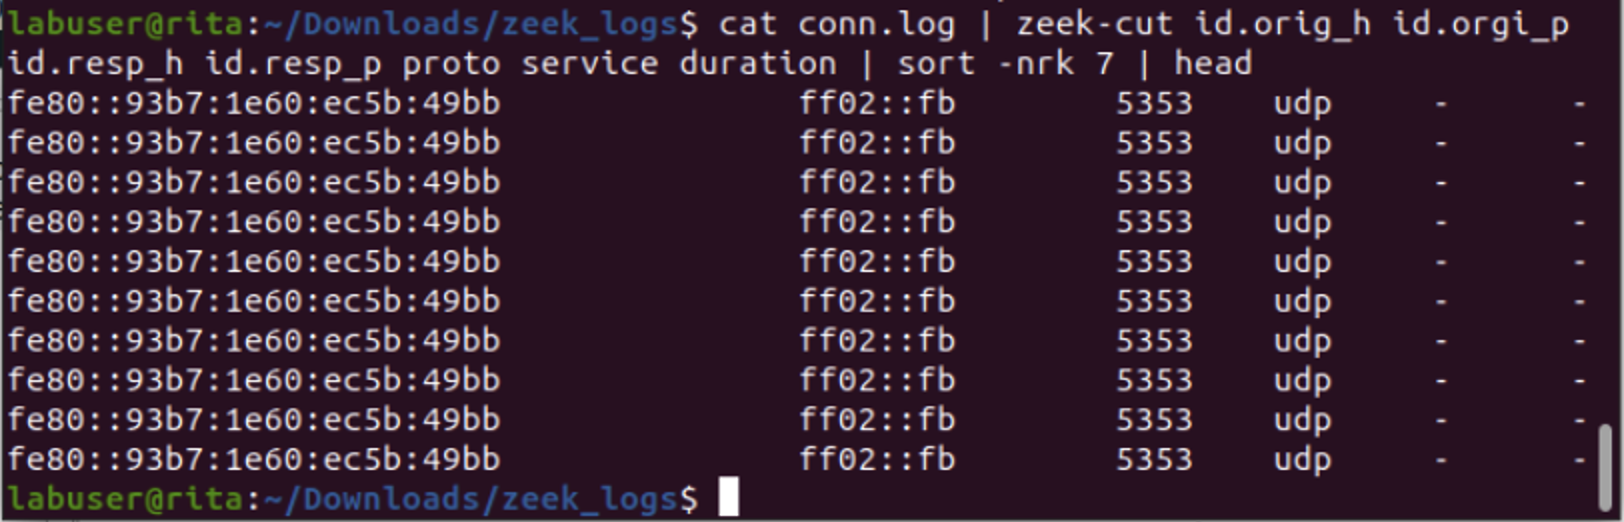 labuser@rita:~/Downloads/zeek_logs$ cat conn.log | zeek-cut id.orig_h id.orgi_p
id.resp_h id.resp_p proto service duration | sort -nrk 7 | head
fe80::93b7:1e60:ec5b:49bb ff02::fb 5353 udp - -
fe80::93b7:1e60:ec5b:49bb ff02::fb 5353 udp - -
fe80::93b7:1e60:ec5b:49bb ff02::fb 5353 udp - -
fe80::93b7:1e60:ec5b:49bb ff02::fb 5353 udp - -
fe80::93b7:1e60:ec5b:49bb ff02::fb 5353 udp - -
fe80::93b7:1e60:ec5b:49bb ff02::fb 5353 udp - -
fe80::93b7:1e60:ec5b:49bb ff02::fb 5353 udp - -
fe80::93b7:1e60:ec5b:49bb ff02::fb 5353 udp - -
fe80::93b7:1e60:ec5b:49bb ff02::fb 5353 udp - -
fe80::93b7:1e60:ec5b:49bb ff02::fb 5353 udp - -
labuser@rita:~/Downloads/zeek_logs$